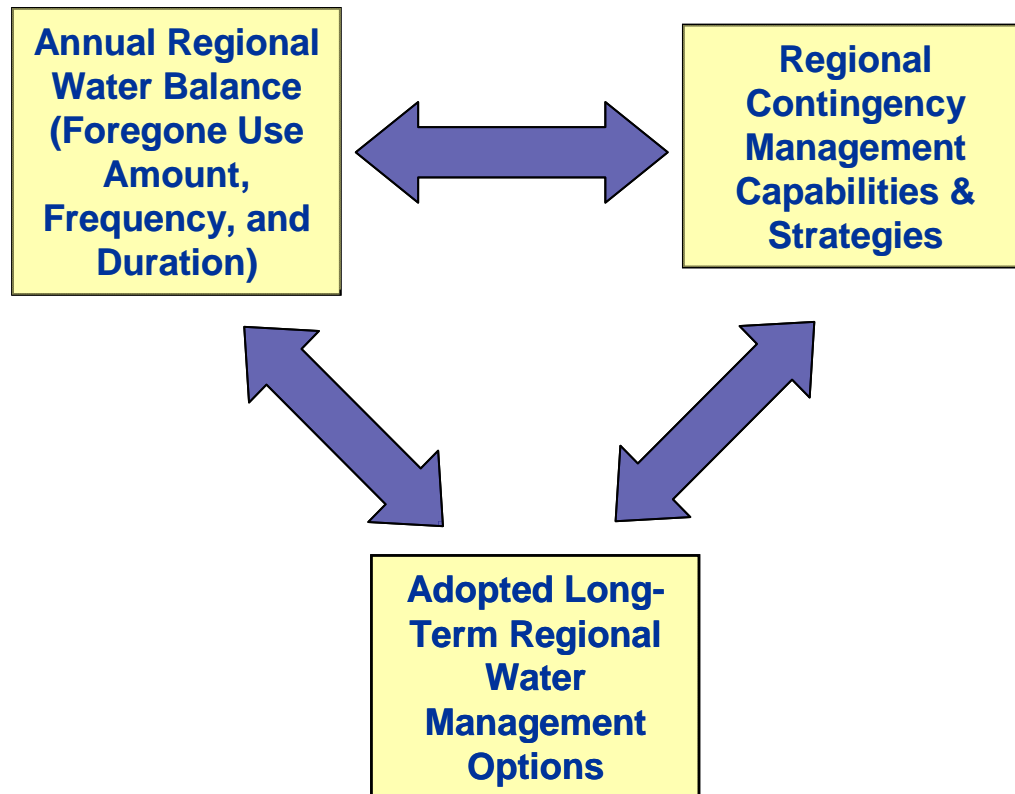 Annual Regional
Water Balance
(Foregone Use
Amount,
Frequency, and
Duration)
Regional
Contingency
Management
Capabilities &
Strategies
Adopted Long-
Term Regional
Water
Management
Options